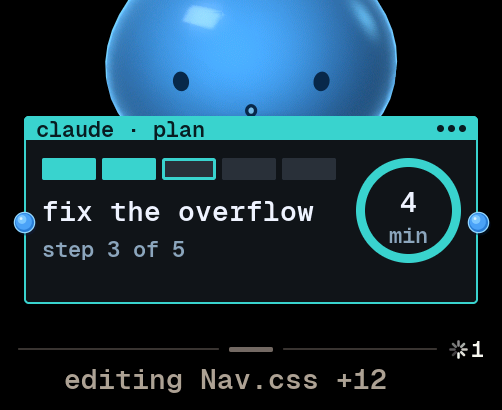 claude · plan
fix the overflow
step 3 of 5
4
min
1
editing Nav.css +12